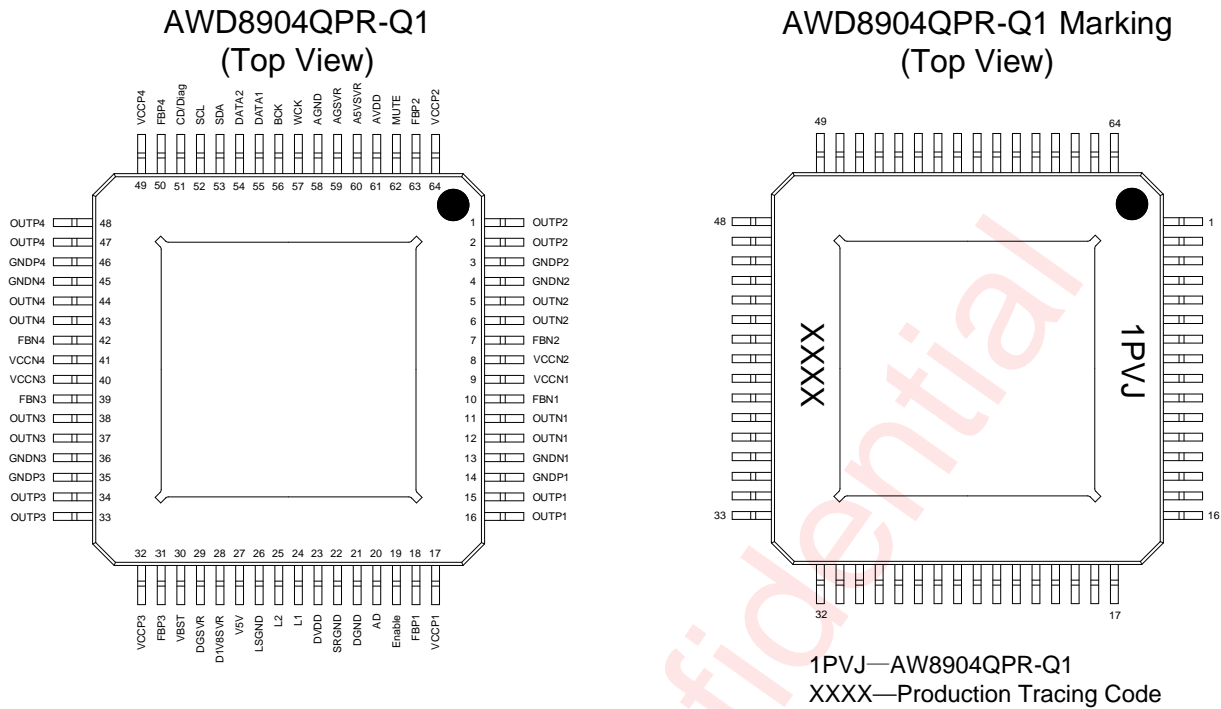 AWD8904QPR-Q1
(Top View)
VCCP4
FBP4
CD/Diag
SCL
SDA
DATA2
DATA1
BCK
WCK
AGND
AGSVR
A5VSVR
AVDD
MUTE
FBP2
VCCP2
49 50 51 52 53 54 55 56 57 58 59 60 61 62 63 64
OUTP4 48 1 OUTP2
OUTP4 47 2 OUTP2
GNDP4 46 3 GNDP2
GNDN4 45 4 GNDN2
OUTN4 44 5 OUTN2
OUTN4 43 6 OUTN2
FBN4 42 7 FBN2
VCCN4 41 8 VCCN2
VCCN3 40 9 VCCN1
FBN3 39 10 FBN1
OUTN3 38 11 OUTN1
OUTN3 37 12 OUTN1
GNDN3 36 13 GNDN1
GNDP3 35 14 GNDP1
OUTP3 34 15 OUTP1
OUTP3 33 16 OUTP1
32 31 30 29 28 27 26 25 24 23 22 21 20 19 18 17
VCCP3
FBP3
VBST
DGSVR
D1V8SVR
V5V
LSGND
L2
L1
DVDD
SRGND
DGND
AD
Enable
FBP1
VCCP1
AWD8904QPR-Q1 Marking
(Top View)
49 64
48 1
XXXX
1PVJ
33 16
32 17
1PVJ—AW8904QPR-Q1
XXXX—Production Tracing Code
fidential